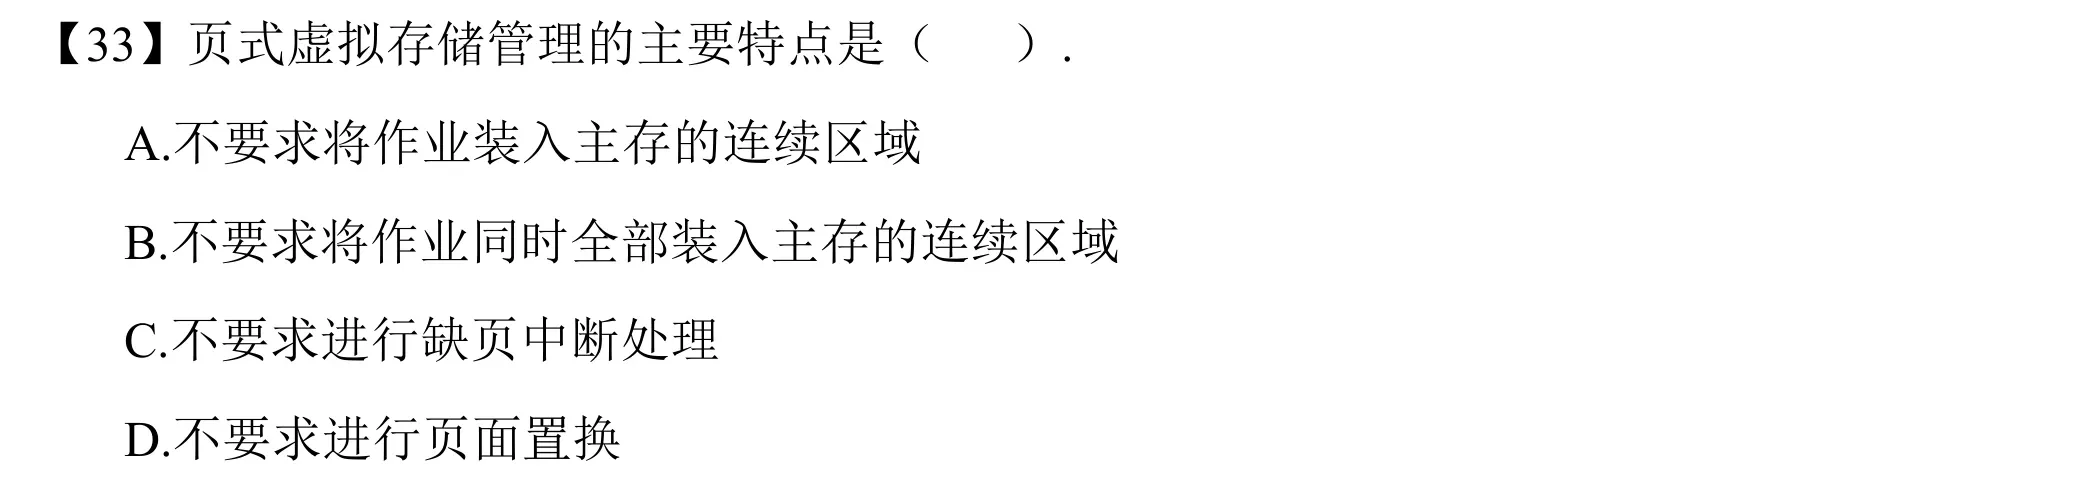 【33】页式虚拟存储管理的主要特点是（　　）.
A.不要求将作业装入主存的连续区域
B.不要求将作业同时全部装入主存的连续区域
C.不要求进行缺页中断处理
D.不要求进行页面置换